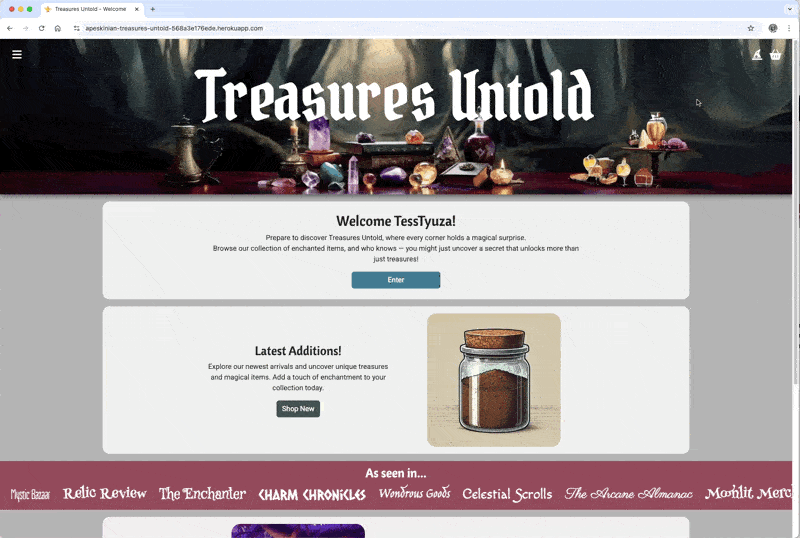 Treasures Untold - Welcome
apeskinian-treasures-untold-568a3e176ede.herokuapp.com
Treasures Untold
Welcome TessTyuza!
Prepare to discover Treasures Untold, where every corner holds a magical surprise.
Browse our collection of enchanted items, and who knows — you might just uncover a secret that unlocks more than
just treasures!
Enter
Latest Additions!
Explore our newest arrivals and uncover unique treasures
and magical items. Add a touch of enchantment to your
collection today.
Shop New
As seen in...
Mystic Bazaar Relic Review The Enchanter CHARM CHRONICLES Wondrous Goods Celestial Scrolls The Arcane Almanac Moonlit Merc